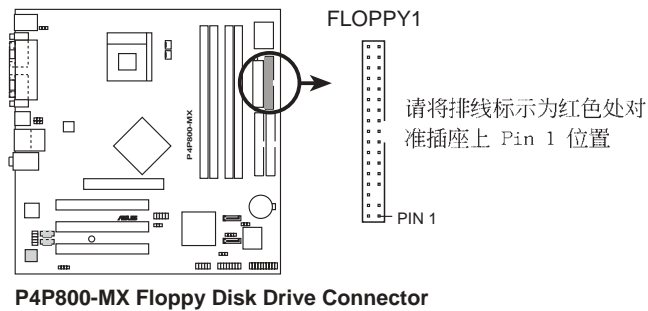 FLOPPY1
P4P800-MX
请将排线标示为红色处对
准插座上 Pin 1 位置
PIN 1
ASUS
P4P800-MX Floppy Disk Drive Connector